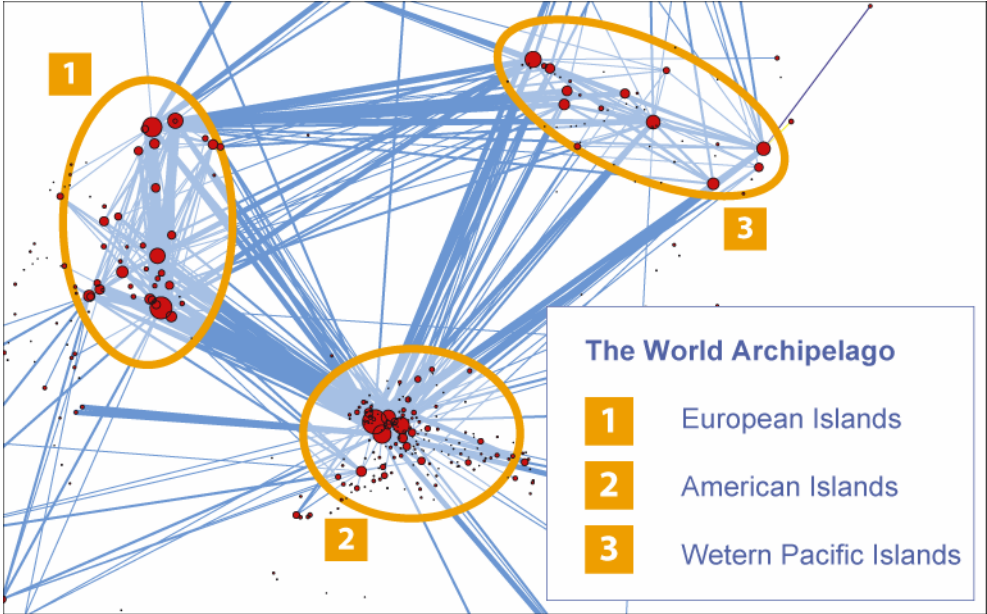 1
3
2
The World Archipelago
1 European Islands
2 American Islands
3 Wetern Pacific Islands